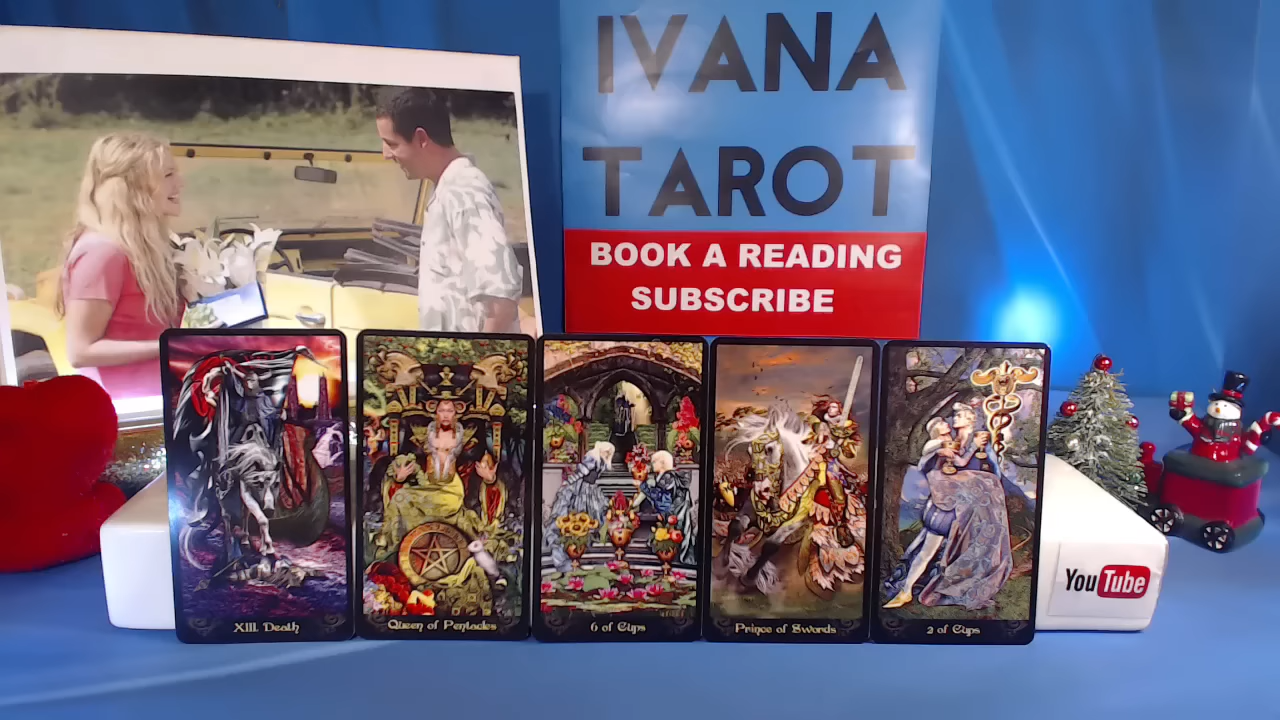 IVANA
TAROT
BOOK A READING
SUBSCRIBE
XIII. Death
Queen of Pentacles
6 of Cups
Prince of Swords
2 of Cups
YouTube